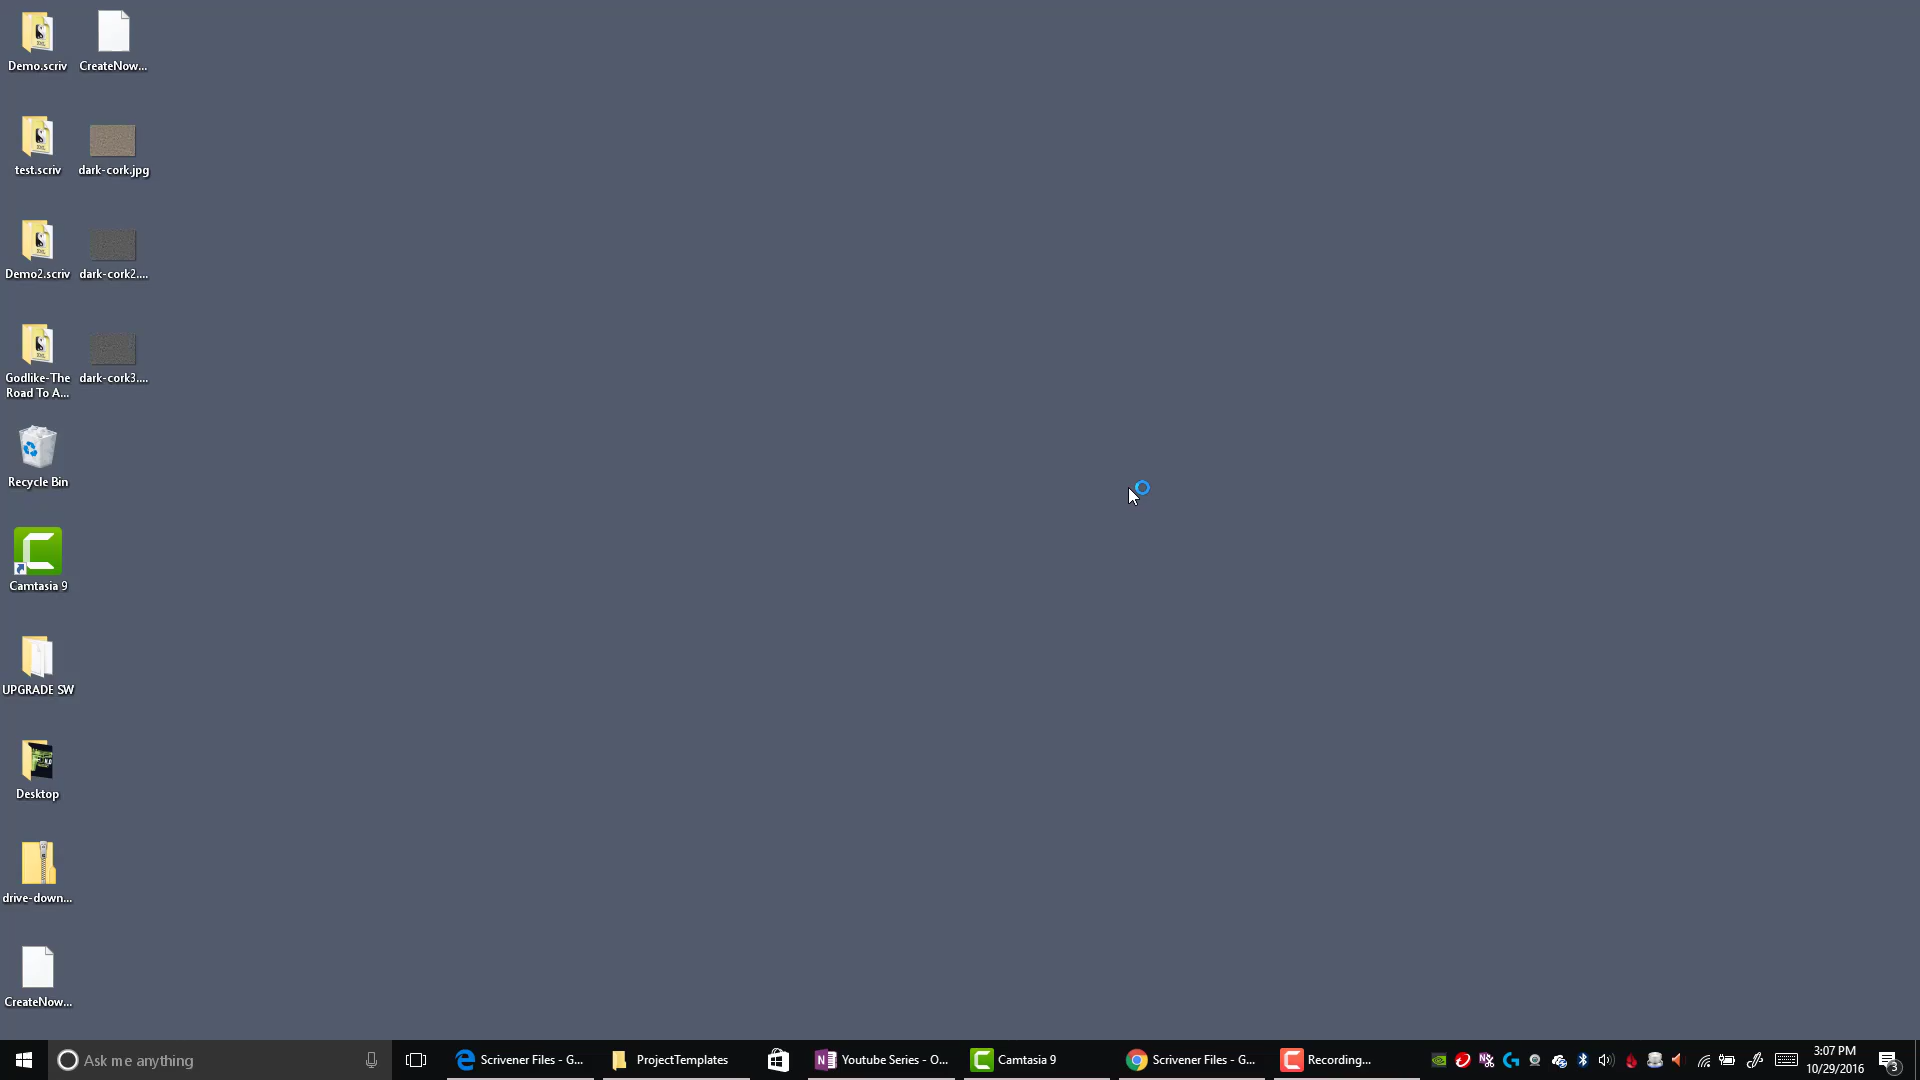 Demo.scriv
CreateNow...
test.scriv
dark-cork.jpg
Demo2.scriv
dark-cork2....
Godlike-The
Road To A...
dark-cork3....
Recycle Bin
Camtasia 9
UPGRADE SW
Desktop
drive-down...
CreateNow...
Ask me anything
Scrivener Files - G...
ProjectTemplates
Youtube Series - O...
Camtasia 9
Scrivener Files - G...
Recording...
3:07 PM
10/29/2016
3